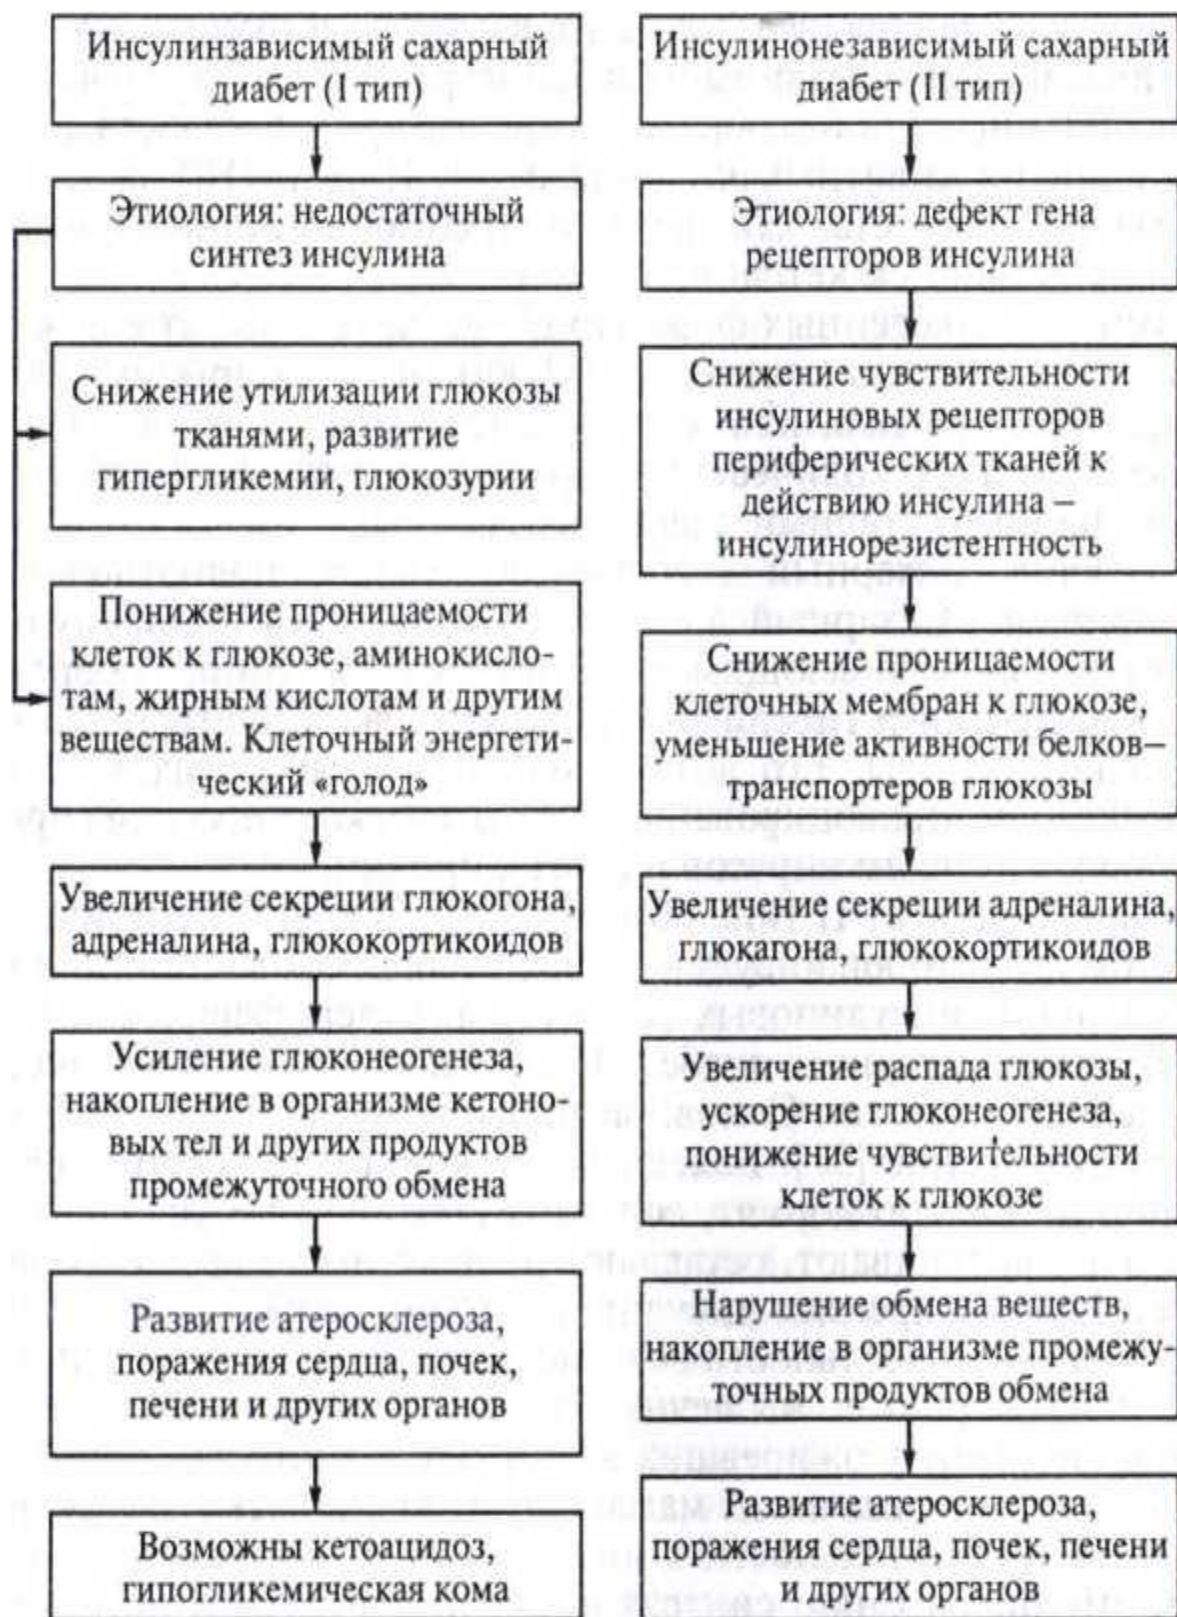 Инсулинзависимый сахарный
диабет (I тип)
Этиология: недостаточный
синтез инсулина
Снижение утилизации глюкозы
тканями, развитие
гипергликемии, глюкозурии
Понижение проницаемости
клеток к глюкозе, аминокисло-
там, жирным кислотам и другим
веществам. Клеточный энергети-
ческий «голод»
Увеличение секреции глюкогона,
адреналина, глюкокортикоидов
Усиление глюконеогенеза,
накопление в организме кетоно-
вых тел и других продуктов
промежуточного обмена
Развитие атеросклероза,
поражения сердца, почек,
печени и других органов
Возможны кетоацидоз,
гипогликемическая кома
Инсулинонезависимый сахарный
диабет (II тип)
Этиология: дефект гена
рецепторов инсулина
Снижение чувствительности
инсулиновых рецепторов
периферических тканей к
действию инсулина –
инсулинорезистентность
Снижение проницаемости
клеточных мембран к глюкозе,
уменьшение активности белков–
транспортеров глюкозы
Увеличение секреции адреналина,
глюкагона, глюкокортикоидов
Увеличение распада глюкозы,
ускорение глюконеогенеза,
понижение чувствительности
клеток к глюкозе
Нарушение обмена веществ,
накопление в организме промежу-
точных продуктов обмена
Развитие атеросклероза,
поражения сердца, почек, печени
и других органов